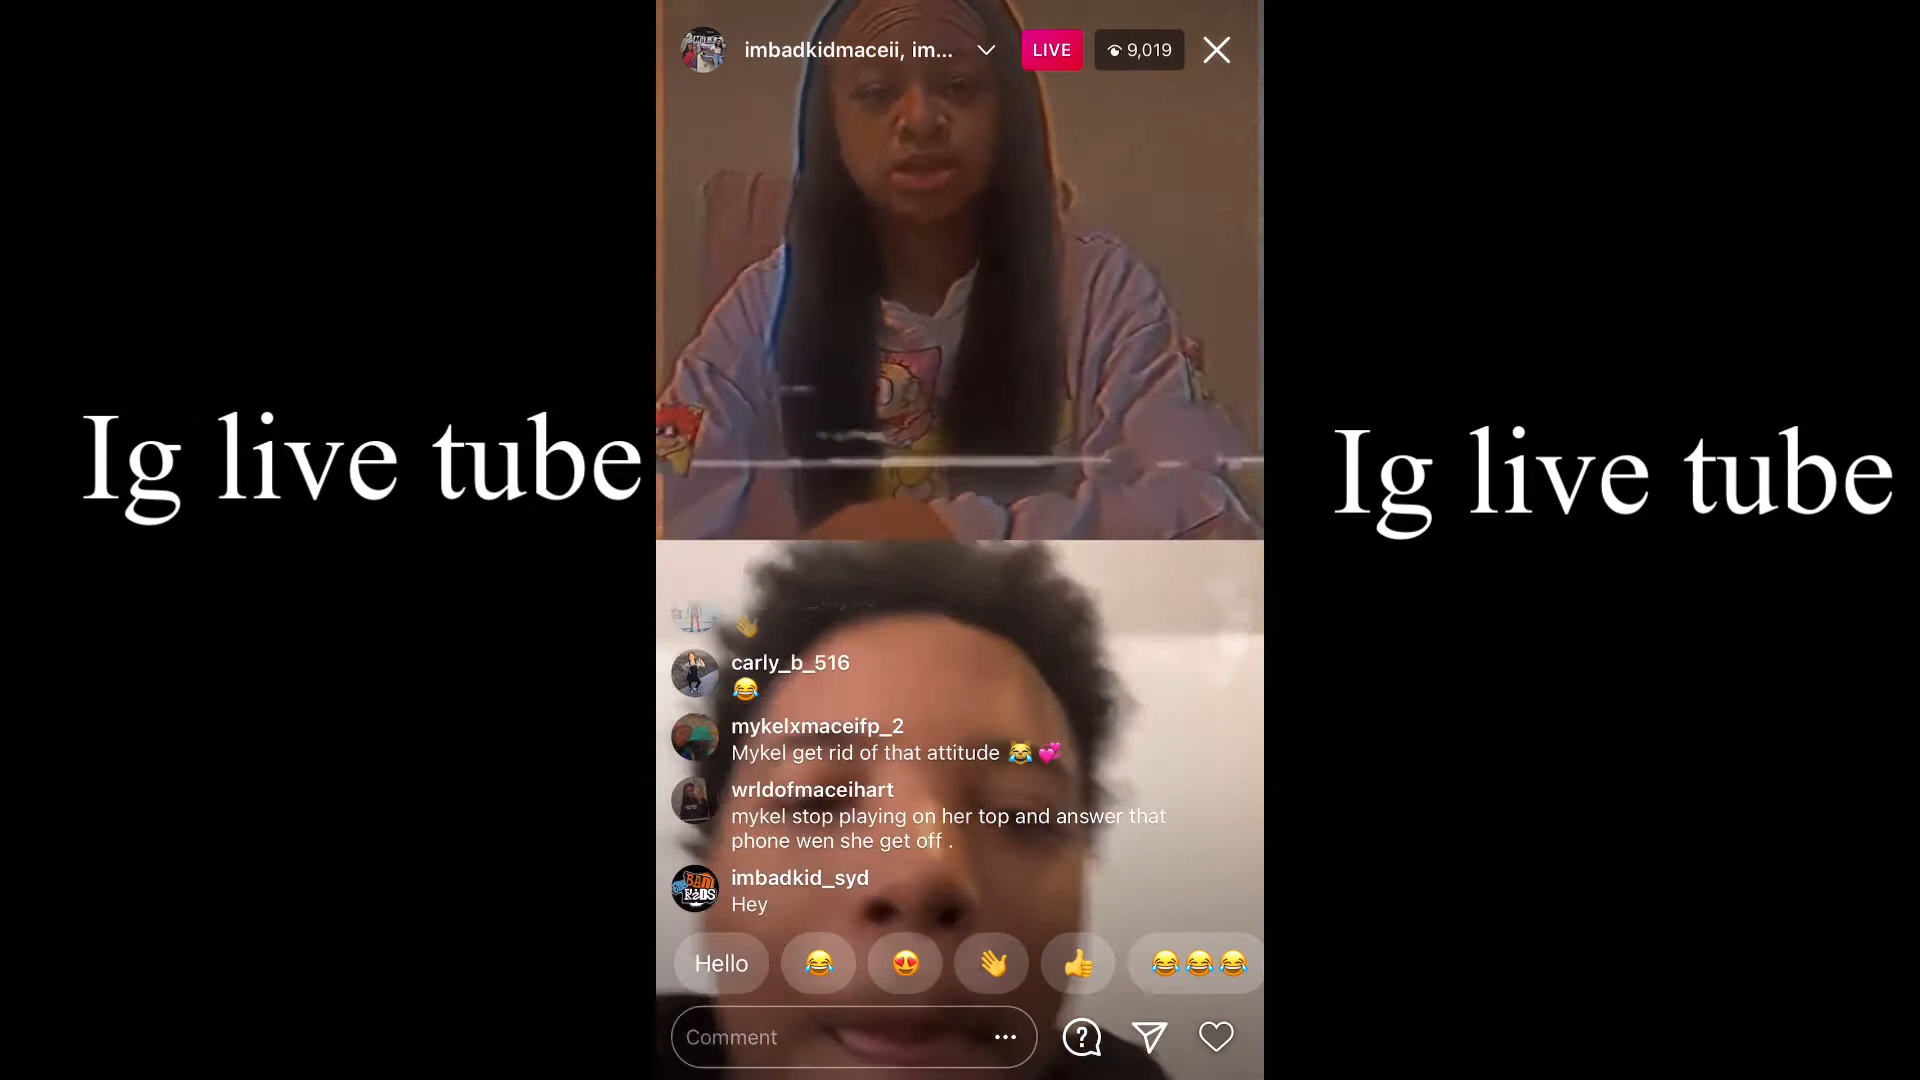 imbadkidmaceii, im...
LIVE
9,019
Ig live tube
Ig live tube
carly_b_516
😂
mykelxmaceifp_2
Mykel get rid of that attitude 😹 💞
wrldofmaceihart
mykel stop playing on her top and answer that
phone wen she get off .
imbadkid_syd
BAD
KIDS
Hey
Hello
Comment